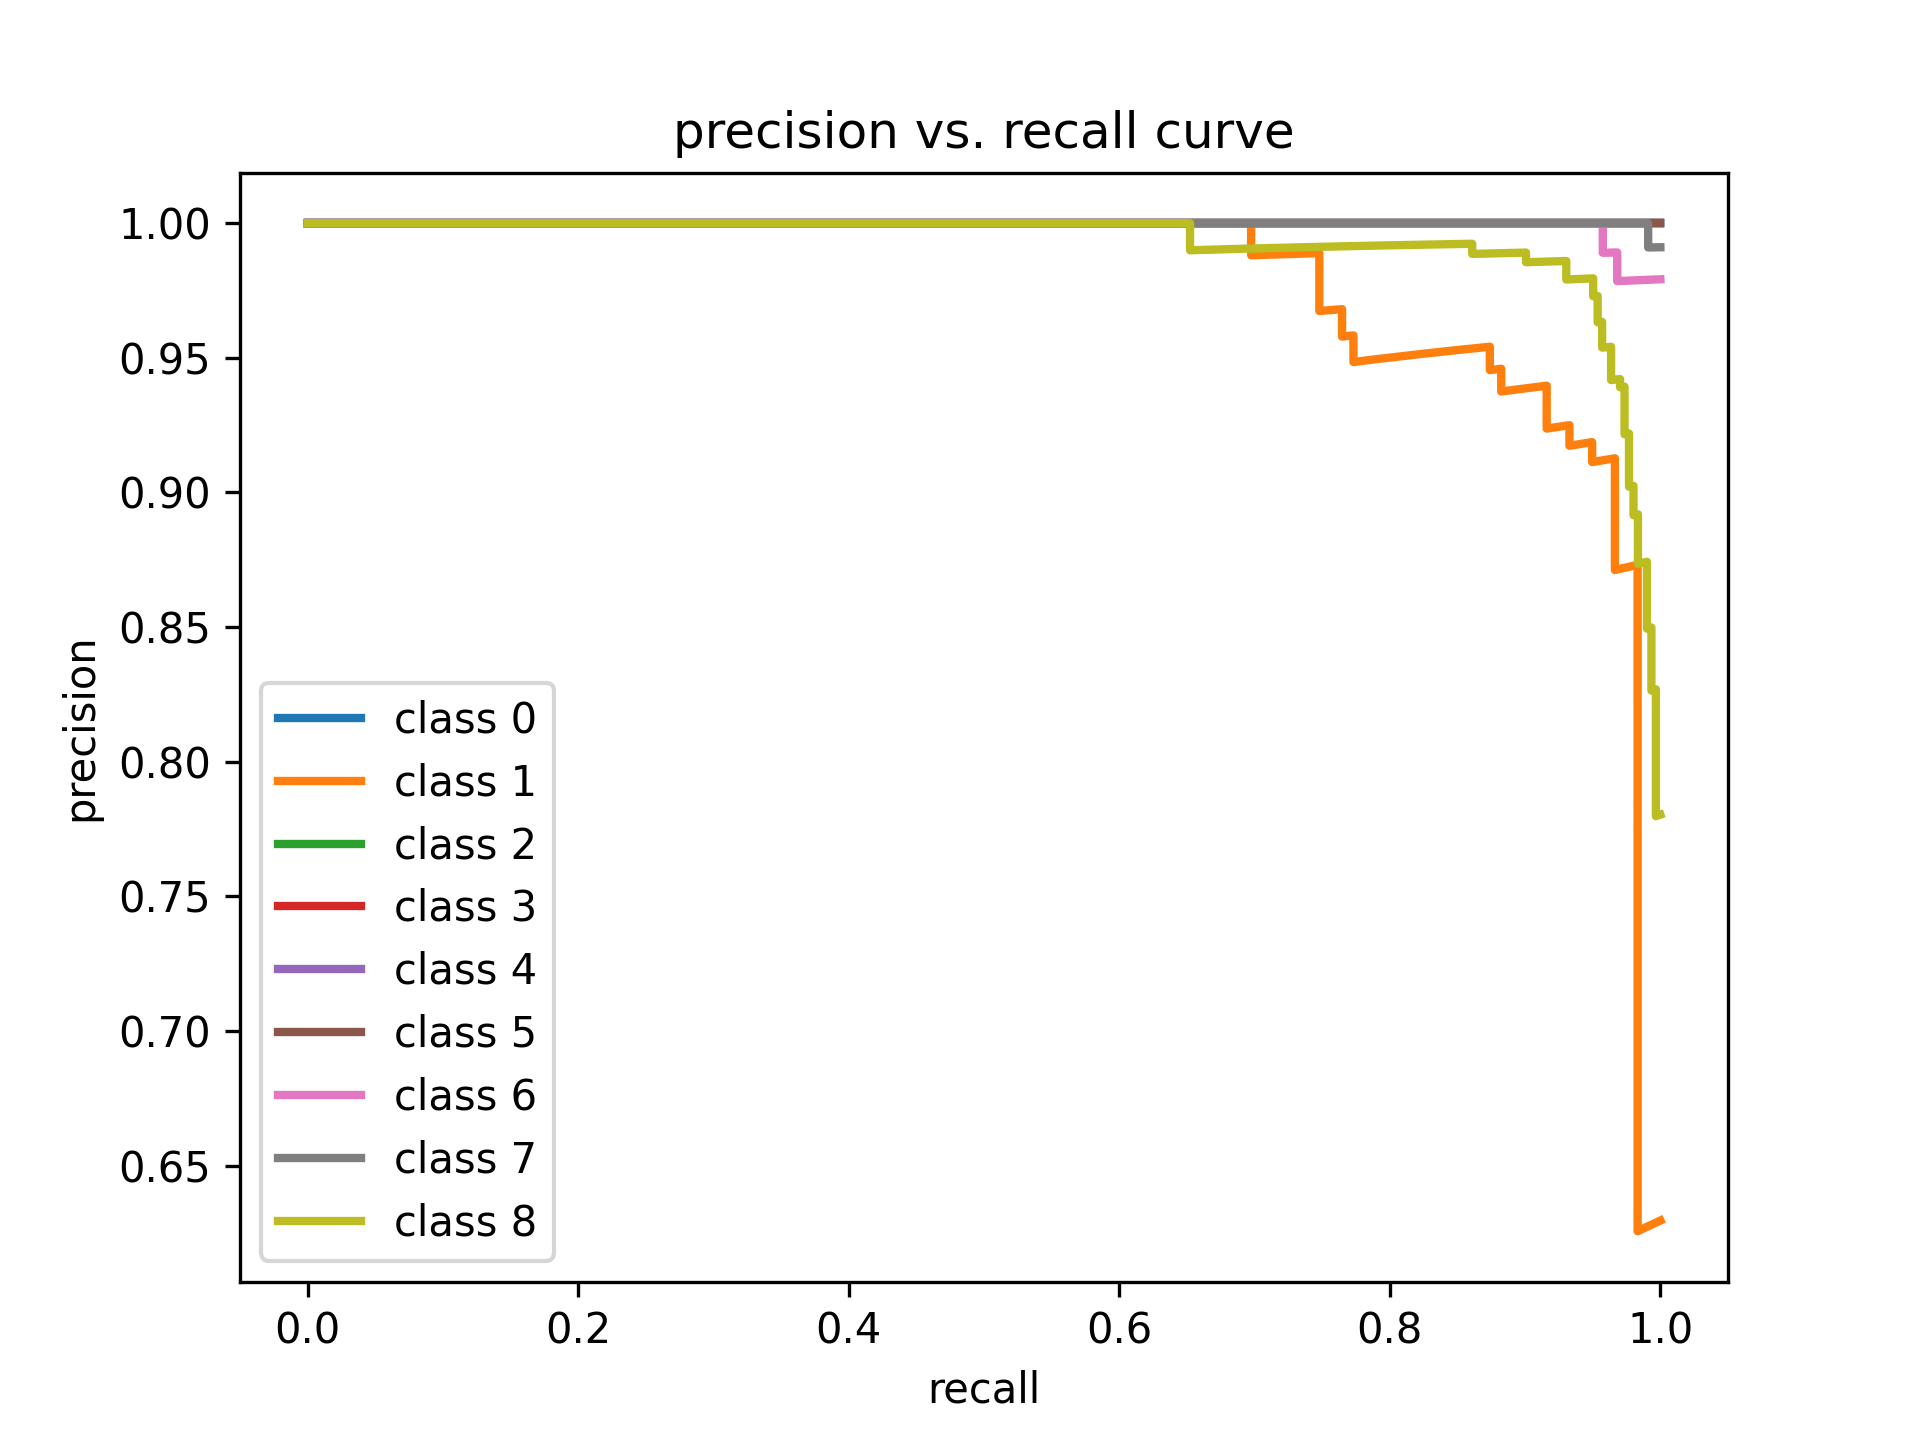 precision vs. recall curve
precision
1.00
0.95
0.90
0.85
0.80
0.75
0.70
0.65
class 0
class 1
class 2
class 3
class 4
class 5
class 6
class 7
class 8
0.0 0.2 0.4 0.6 0.8 1.0
recall